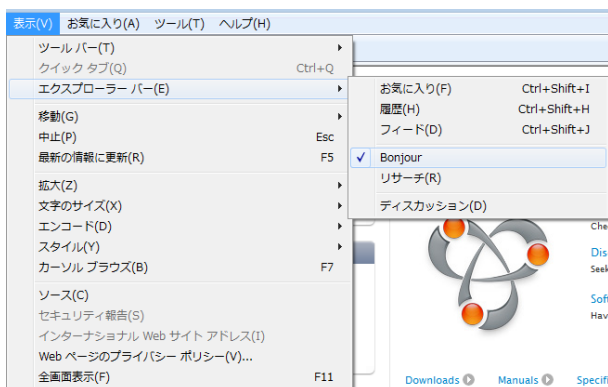 表示(V) お気に入り(A) ツール(T) ヘルプ(H)
ツール バー(T)
クイック タブ(Q) Ctrl+Q
エクスプローラー バー(E)
移動(G)
中止(P) Esc
最新の情報に更新(R) F5
拡大(Z)
文字のサイズ(X)
エンコード(D)
スタイル(Y)
カーソル ブラウズ(B) F7
ソース(C)
セキュリティ報告(S)
インターナショナル Web サイト アドレス(I)
Web ページのプライバシー ポリシー(V)...
全画面表示(F) F11
お気に入り(F) Ctrl+Shift+I
履歴(H) Ctrl+Shift+H
フィード(D) Ctrl+Shift+J
✓ Bonjour
リサーチ(R)
ディスカッション(D)
Che
Dis
Seek
Soft
Hav
Downloads Manuals Specifi